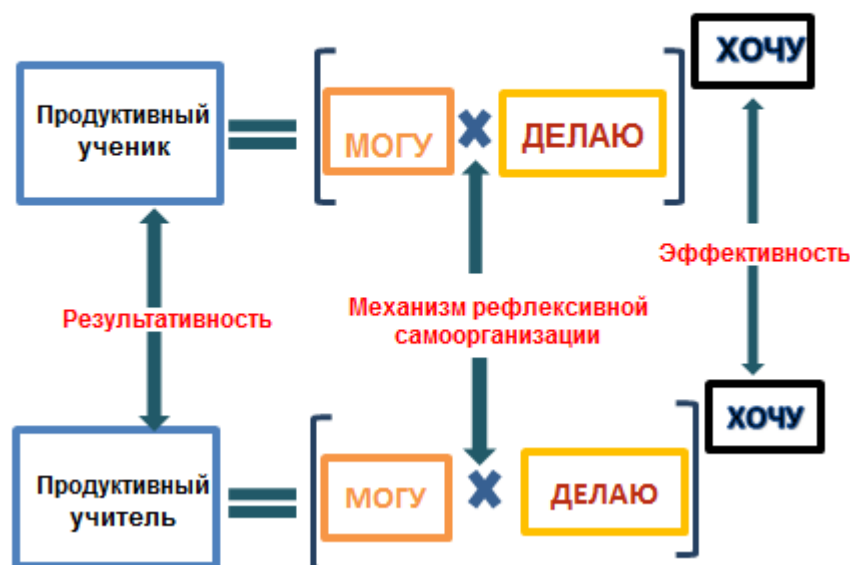 ХОЧУ
Продуктивный
ученик
МОГУ
ДЕЛАЮ
Эффективность
Результативность
Механизм рефлексивной
самоорганизации
ХОЧУ
Продуктивный
учитель
МОГУ
ДЕЛАЮ